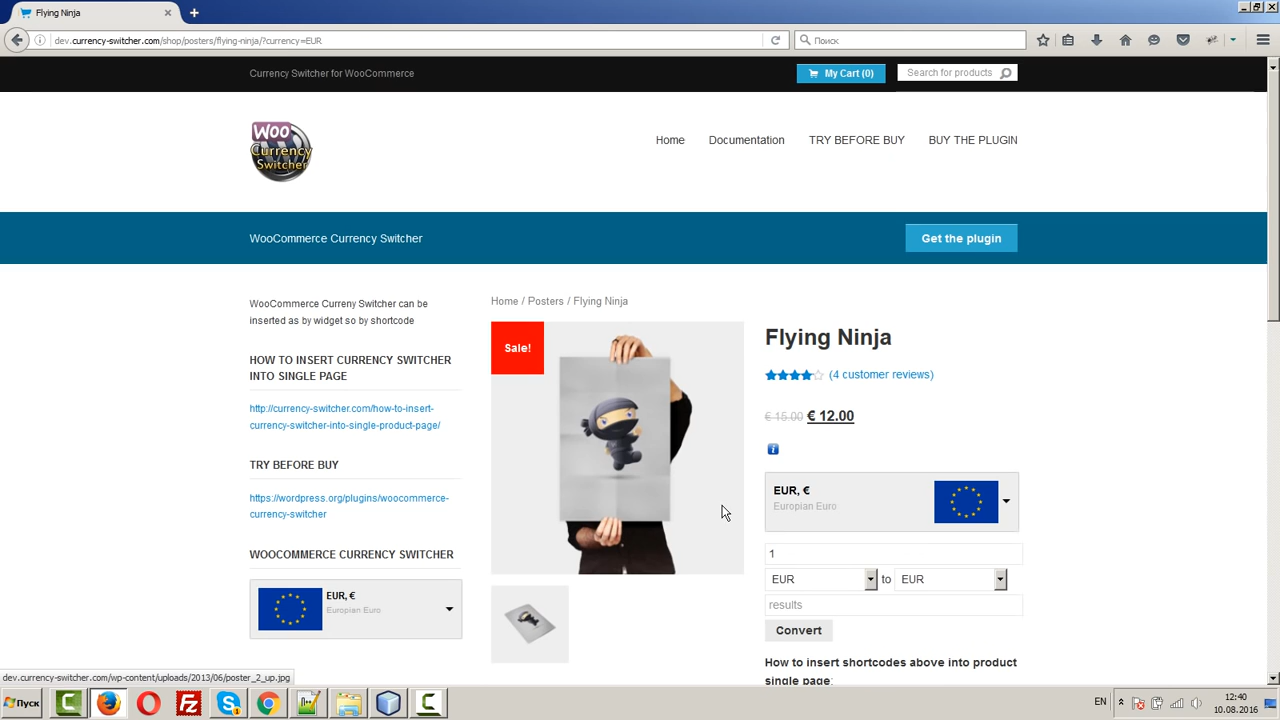 Flying Ninja
dev.currency-switcher.com/shop/posters/flying-ninja/?currency=EUR
Поиск
Currency Switcher for WooCommerce
My Cart (0)
Search for products
Woo
Currency
Switcher
Home
Documentation
TRY BEFORE BUY
BUY THE PLUGIN
WooCommerce Currency Switcher
Get the plugin
WooCommerce Curreny Switcher can be
inserted as by widget so by shortcode
HOW TO INSERT CURRENCY SWITCHER
INTO SINGLE PAGE
http://currency-switcher.com/how-to-insert-
currency-switcher-into-single-product-page/
TRY BEFORE BUY
https://wordpress.org/plugins/woocommerce-
currency-switcher
WOOCOMMERCE CURRENCY SWITCHER
EUR, €
Europian Euro
Home / Posters / Flying Ninja
Sale!
Flying Ninja
(4 customer reviews)
€ 15.00 € 12.00
EUR, €
Europian Euro
1
EUR to EUR
results
Convert
How to insert shortcodes above into product
single page:
dev.currency-switcher.com/wp-content/uploads/2013/06/poster_2_up.jpg
Пуск
EN
12:40
10.08.2016